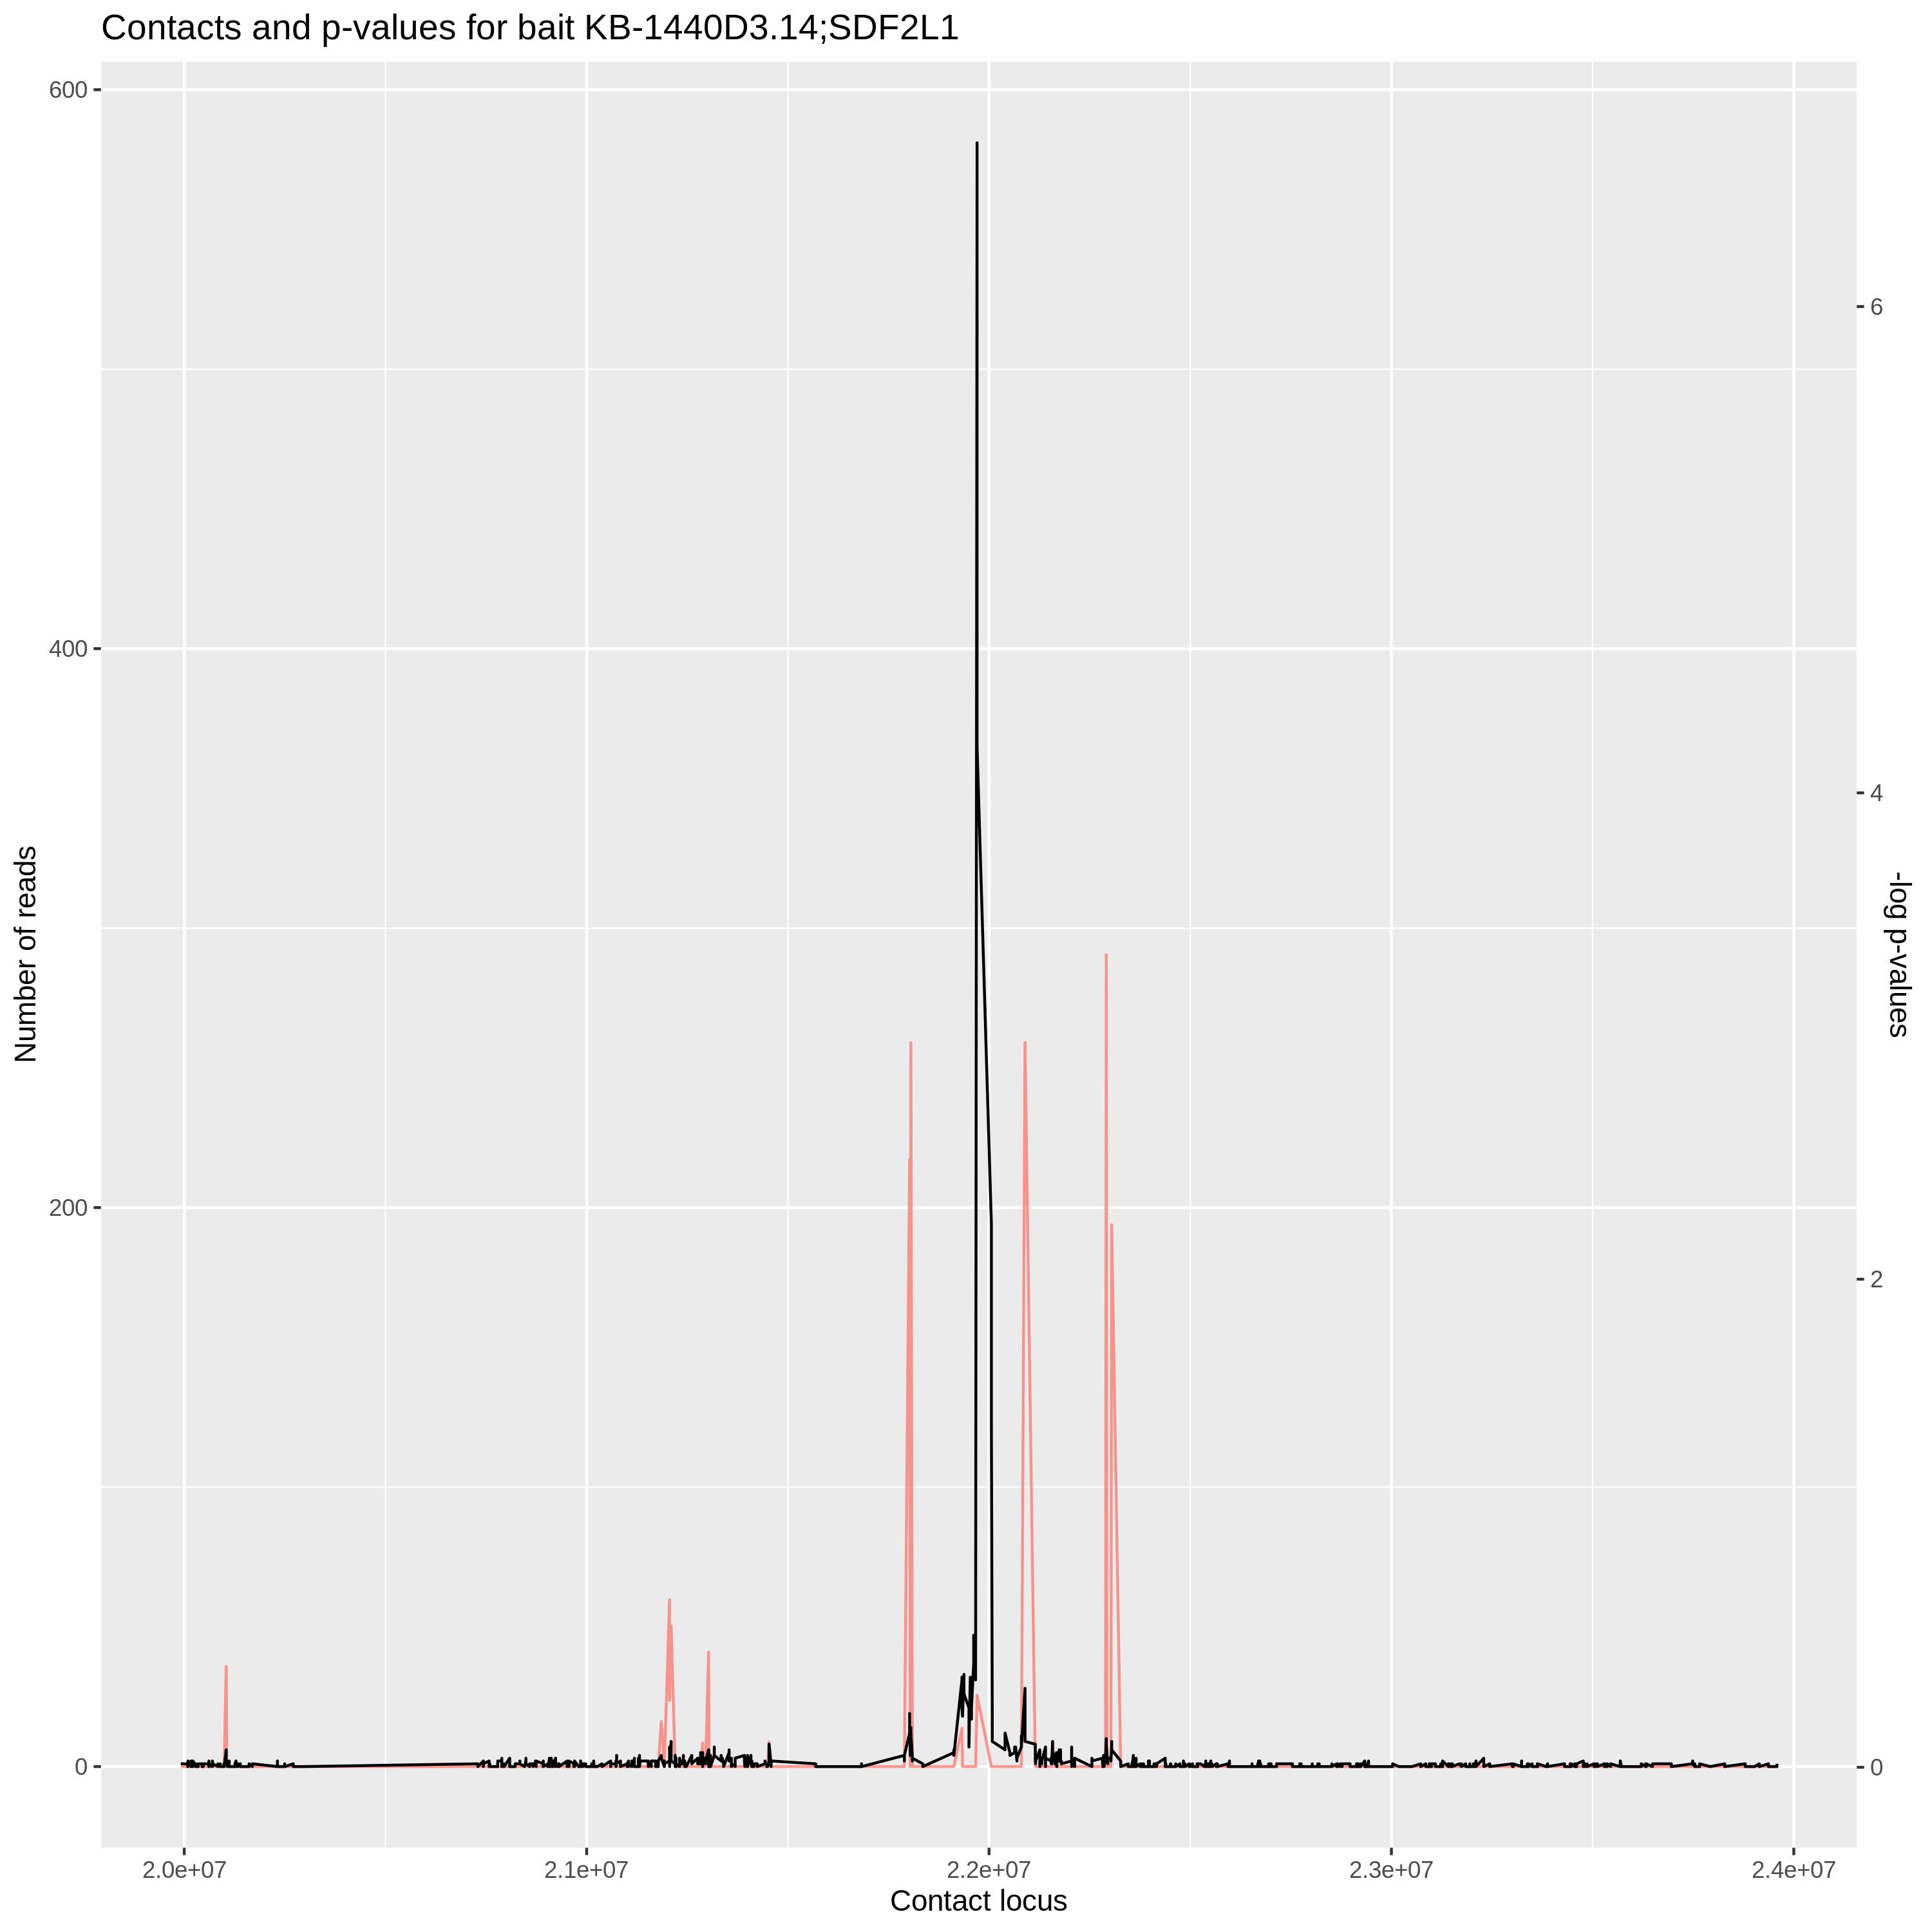 Contacts and p-values for bait KB-1440D3.14;SDF2L1
600
400
200
0
Number of reads
6
4
2
0
-log p-values
2.0e+07
2.1e+07
2.2e+07
2.3e+07
2.4e+07
Contact locus